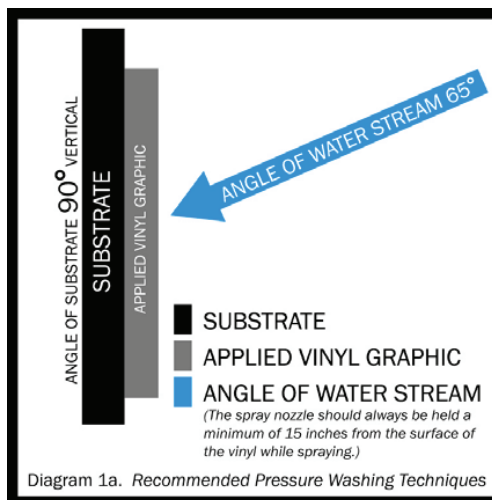 ANGLE OF SUBSTRATE 90° VERTICAL
SUBSTRATE
APPLIED VINYL GRAPHIC
ANGLE OF WATER STREAM 65°
SUBSTRATE
APPLIED VINYL GRAPHIC
ANGLE OF WATER STREAM
(The spray nozzle should always be held a
minimum of 15 inches from the surface of
the vinyl while spraying.)
Diagram 1a. Recommended Pressure Washing Techniques